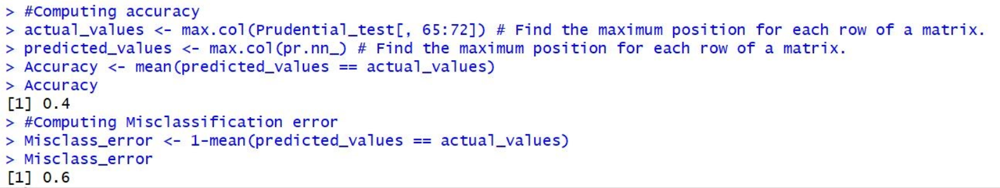 > #Computing accuracy
> actual_values <- max.col(Prudential_test[, 65:72]) # Find the maximum position for each row of a matrix.
> predicted_values <- max.col(pr.nn_) # Find the maximum position for each row of a matrix.
> Accuracy <- mean(predicted_values == actual_values)
> Accuracy
[1] 0.4
> #Computing Misclassification error
> Misclass_error <- 1-mean(predicted_values == actual_values)
> Misclass_error
[1] 0.6